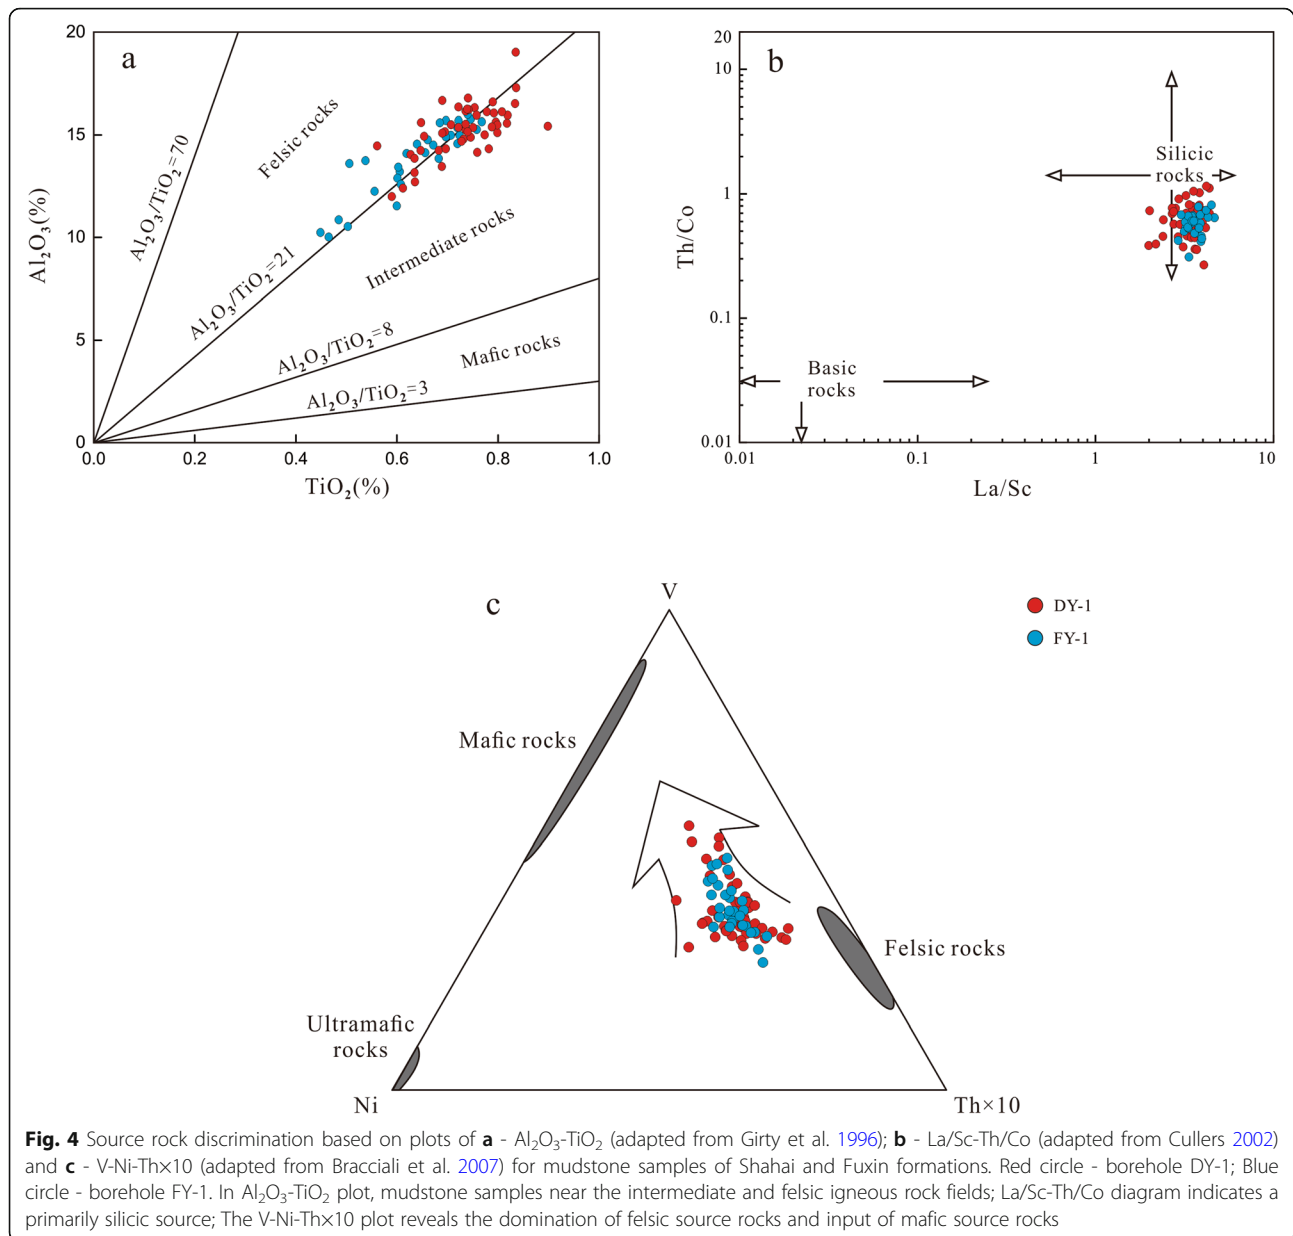 a
20
15
10
5
0
Al₂O₃(%)
Al₂O₃/TiO₂=70
Felsic rocks
Al₂O₃/TiO₂=21
Intermediate rocks
Al₂O₃/TiO₂=8
Mafic rocks
Al₂O₃/TiO₂=3
0.0 0.2 0.4 0.6 0.8 1.0
TiO₂(%)
b
20
10
1
0.1
0.01
Th/Co
Silicic
rocks
Basic
rocks
0.01 0.1 1 10
La/Sc
c
V
DY-1
FY-1
Mafic rocks
Felsic rocks
Ultramafic
rocks
Ni
Th×10
Fig. 4 Source rock discrimination based on plots of a - Al₂O₃-TiO₂ (adapted from Girty et al. 1996); b - La/Sc-Th/Co (adapted from Cullers 2002)
and c - V-Ni-Th×10 (adapted from Bracciali et al. 2007) for mudstone samples of Shahai and Fuxin formations. Red circle - borehole DY-1; Blue
circle - borehole FY-1. In Al₂O₃-TiO₂ plot, mudstone samples near the intermediate and felsic igneous rock fields; La/Sc-Th/Co diagram indicates a
primarily silicic source; The V-Ni-Th×10 plot reveals the domination of felsic source rocks and input of mafic source rocks